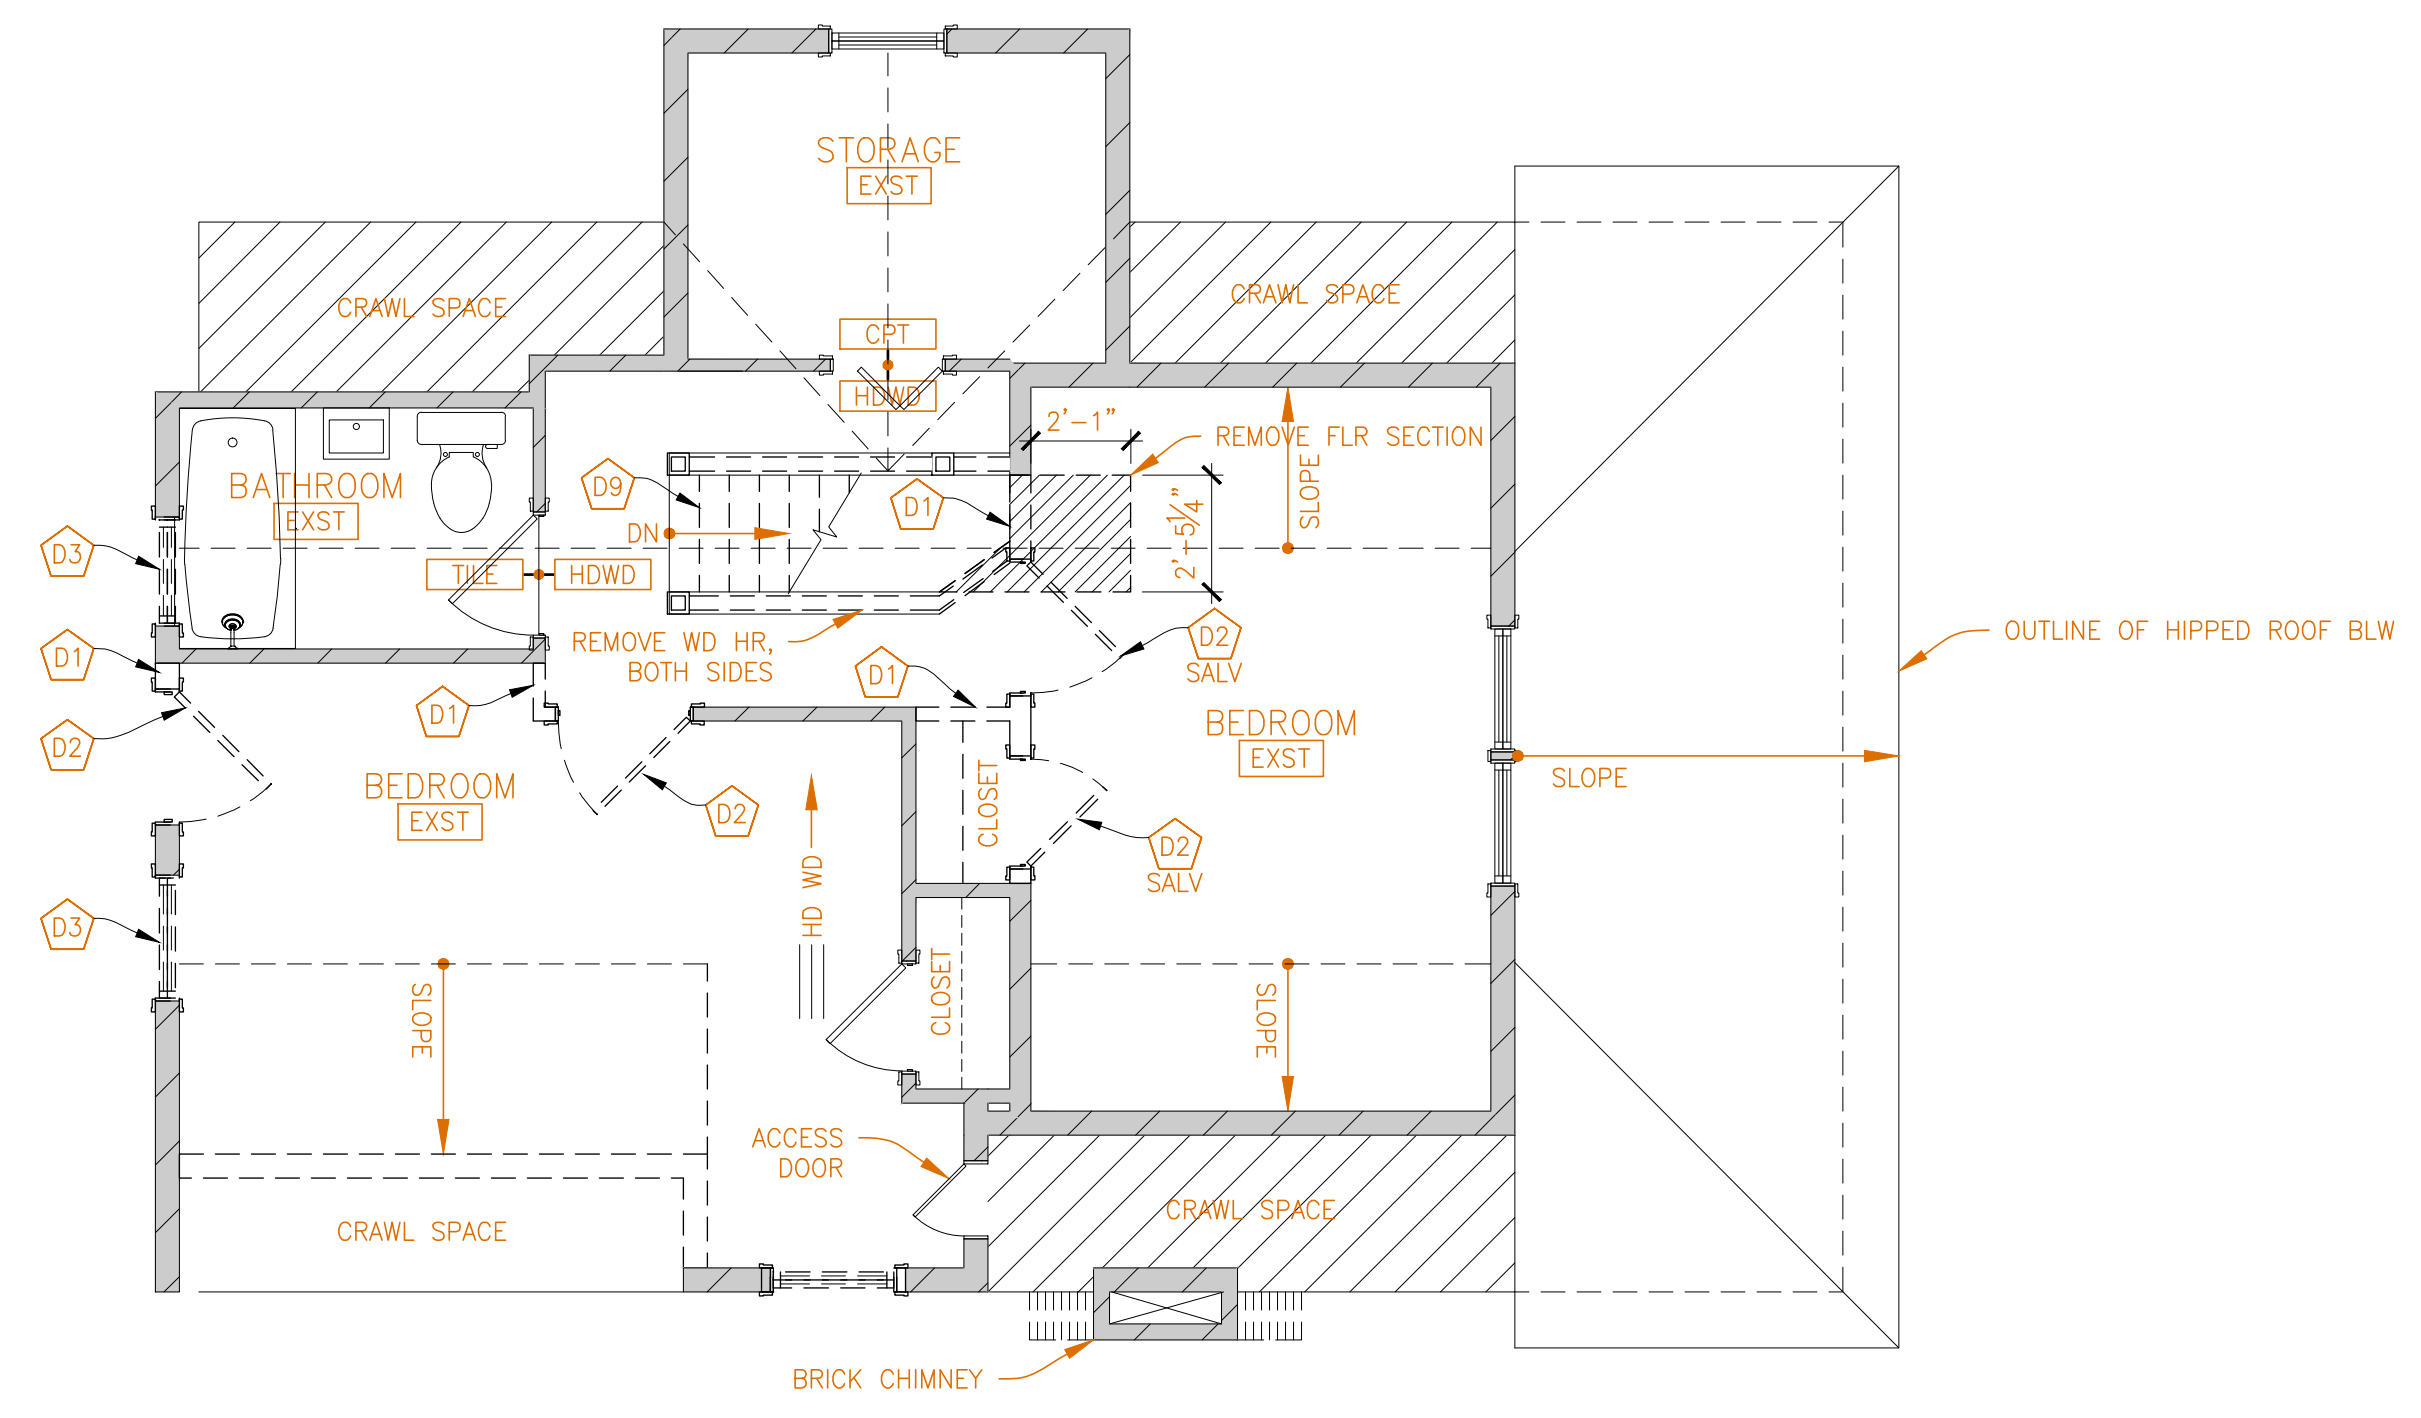 STORAGE
EXST
CRAWL SPACE
CRAWL SPACE
CPT
HDWD
2'-1"
REMOVE FLR SECTION
SLOPE
BATHROOM
EXST
D9
D1
DN
2'-5 1/4"
D3
TILE
HDWD
REMOVE WD HR,
BOTH SIDES
D2
SALV
OUTLINE OF HIPPED ROOF BLW
D1
D1
D1
D2
BEDROOM
EXST
SLOPE
BEDROOM
EXST
D2
CLOSET
D2
SALV
HD WD
D3
SLOPE
CLOSET
SLOPE
ACCESS
DOOR
CRAWL SPACE
CRAWL SPACE
BRICK CHIMNEY